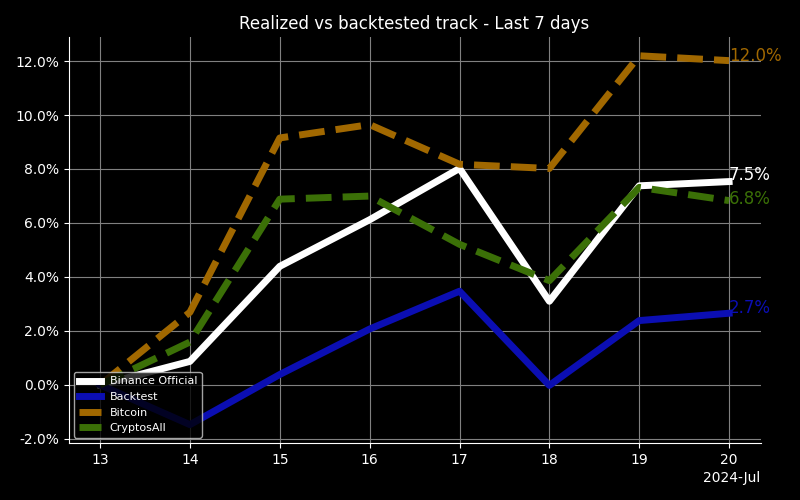 Realized vs backtested track - Last 7 days
12.0%
10.0%
8.0%
6.0%
4.0%
2.0%
0.0%
-2.0%
12.0%
7.5%
6.8%
2.7%
Binance Official
Backtest
Bitcoin
CryptosAll
13 14 15 16 17 18 19 20
2024-Jul